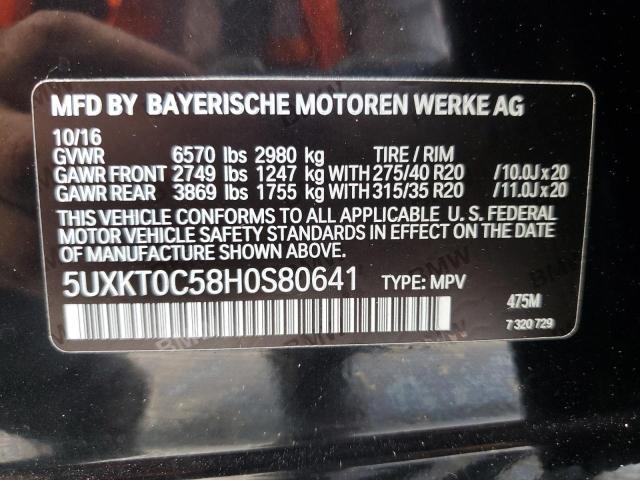 MFD BY BAYERISCHE MOTOREN WERKE AG
10/16
GVWR 6570 lbs 2980 kg TIRE / RIM
GAWR FRONT 2749 lbs 1247 kg WITH 275/40 R20 / 10.0J x 20
GAWR REAR 3869 lbs 1755 kg WITH 315/35 R20 / 11.0J x 20
THIS VEHICLE CONFORMS TO ALL APPLICABLE U. S. FEDERAL
MOTOR VEHICLE SAFETY STANDARDS IN EFFECT ON THE DATE
OF MANUFACTURE SHOWN ABOVE.
5UXKT0C58H0S80641 TYPE: MPV
475M
7 320 729